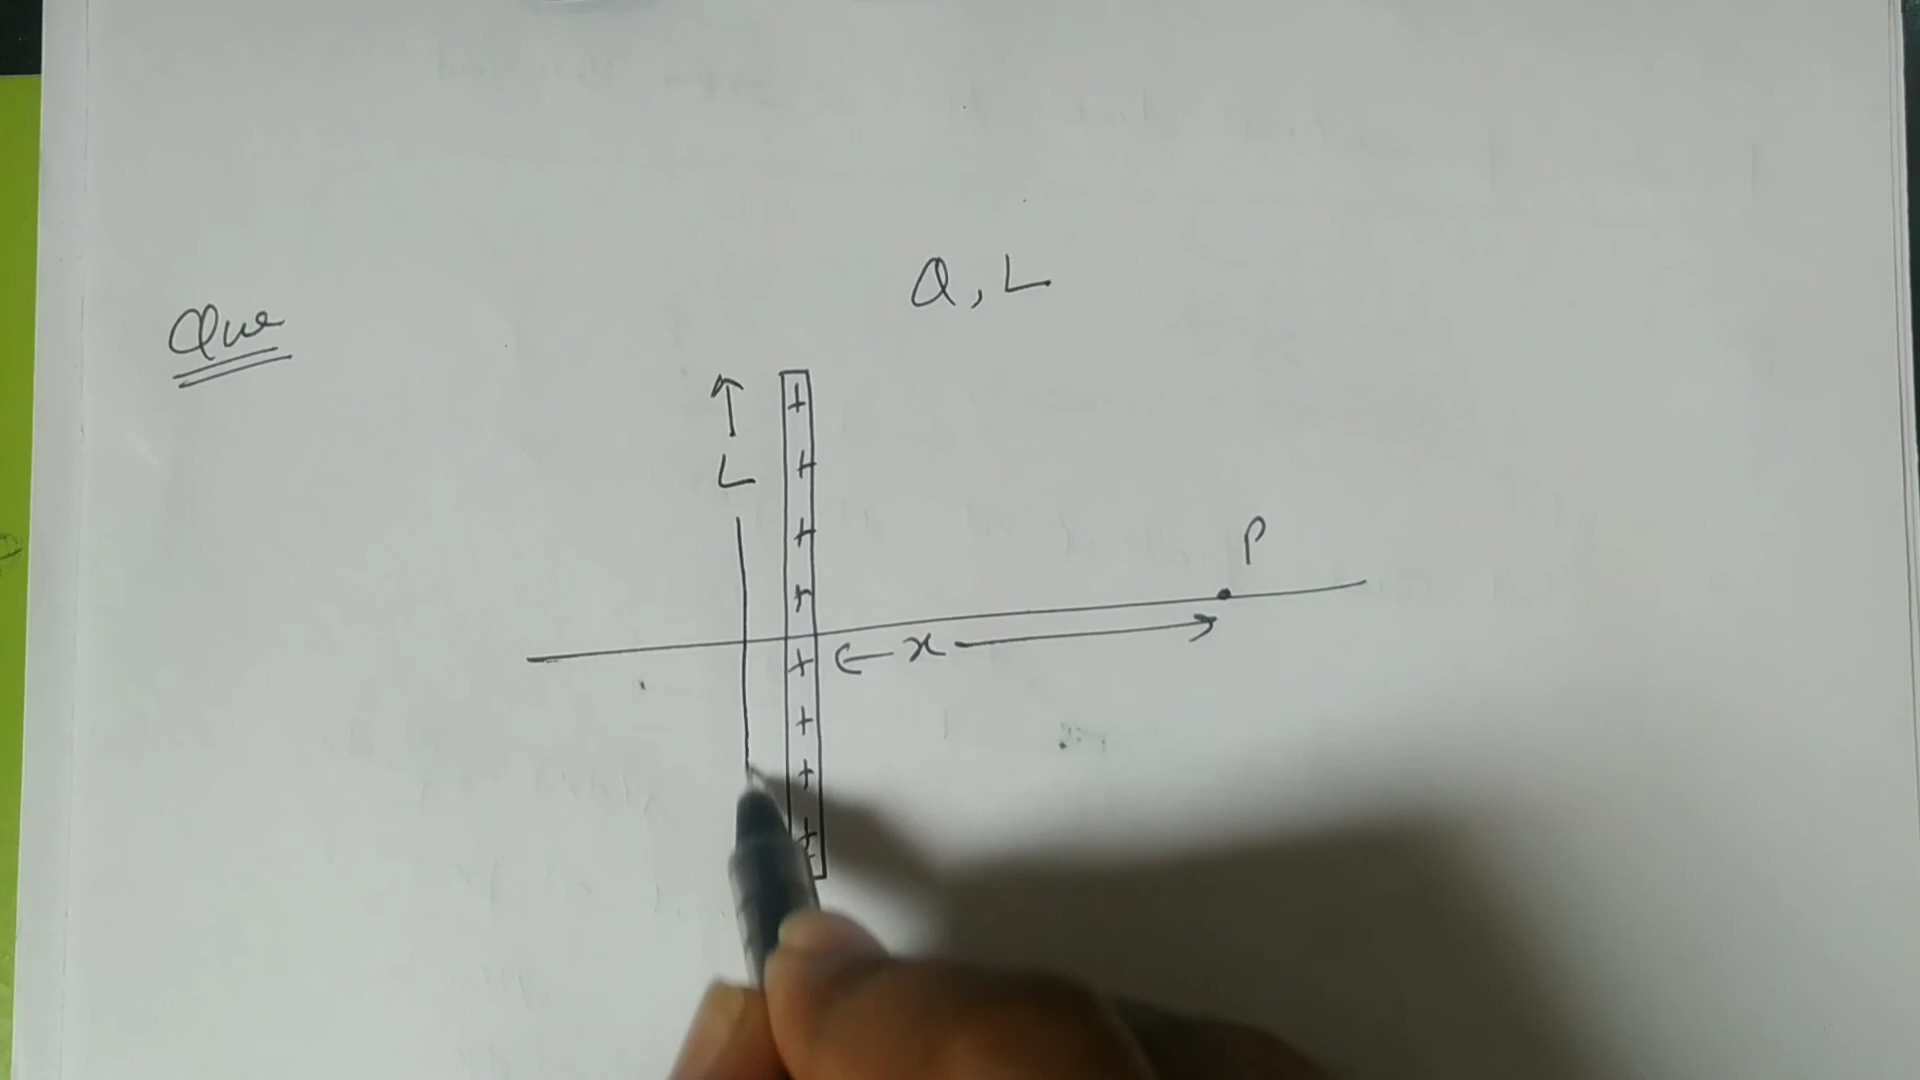 Q, L
Que
L
P
x
+
+
+
+
+
+
+
+